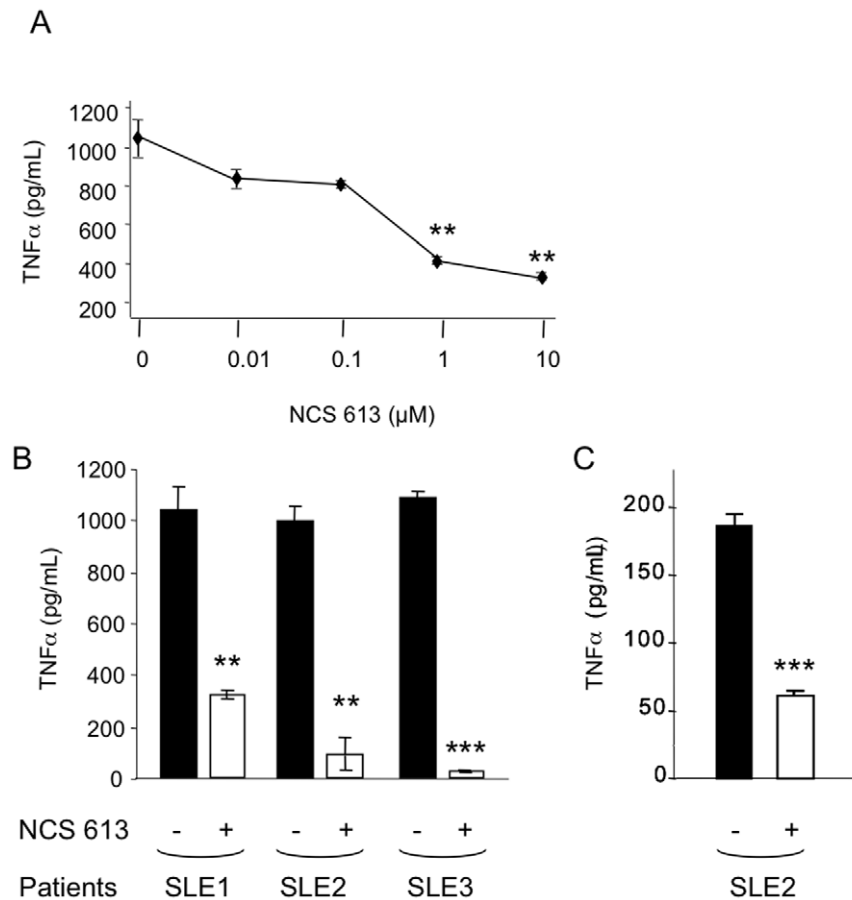 A
1200
1000
800
600
400
200
TNFα (pg/mL)
**
**
0 0.01 0.1 1 10
NCS 613 (µM)
B
1200
1000
800
600
400
200
0
TNFα (pg/mL)
**
**
***
NCS 613 - + - + - +
Patients SLE1 SLE2 SLE3
C
200
150
100
50
0
TNFα (pg/mL)
***
- +
SLE2